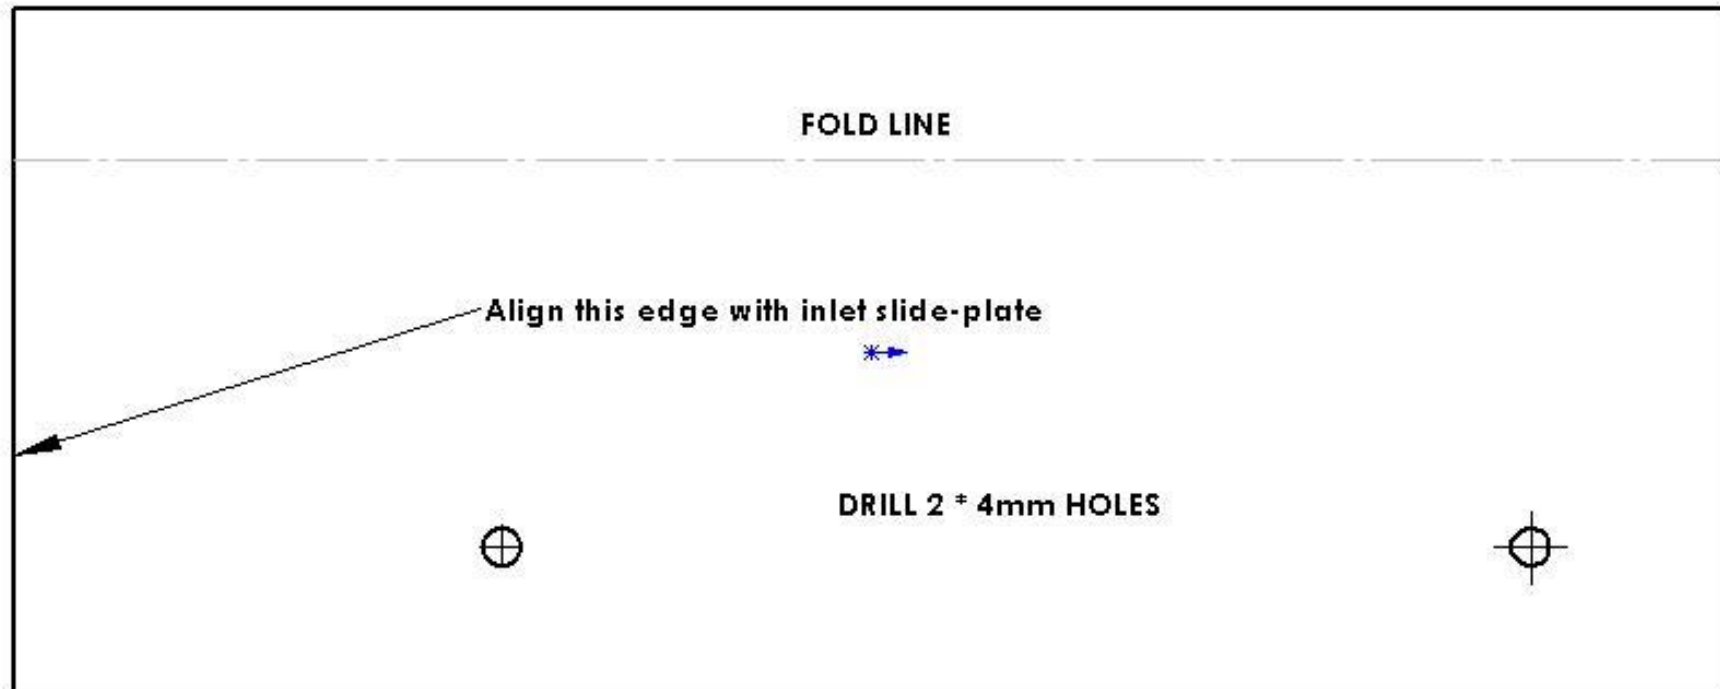 FOLD LINE
Align this edge with inlet slide-plate
DRILL 2 * 4mm HOLES